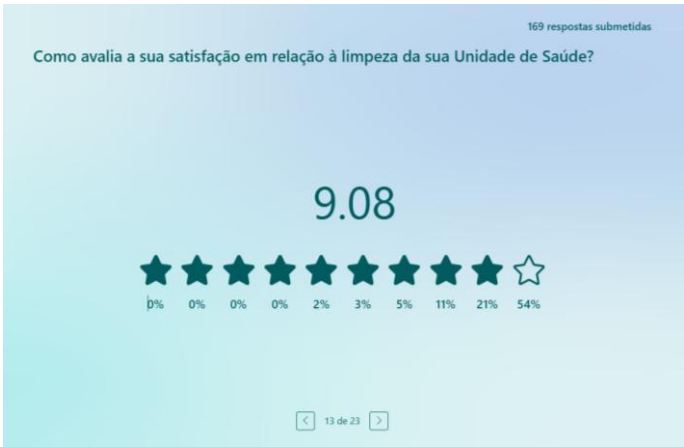 169 respostas submetidas
Como avalia a sua satisfação em relação à limpeza da sua Unidade de Saúde?
9.08
0% 0% 0% 0% 2% 3% 5% 11% 21% 54%
13 de 23